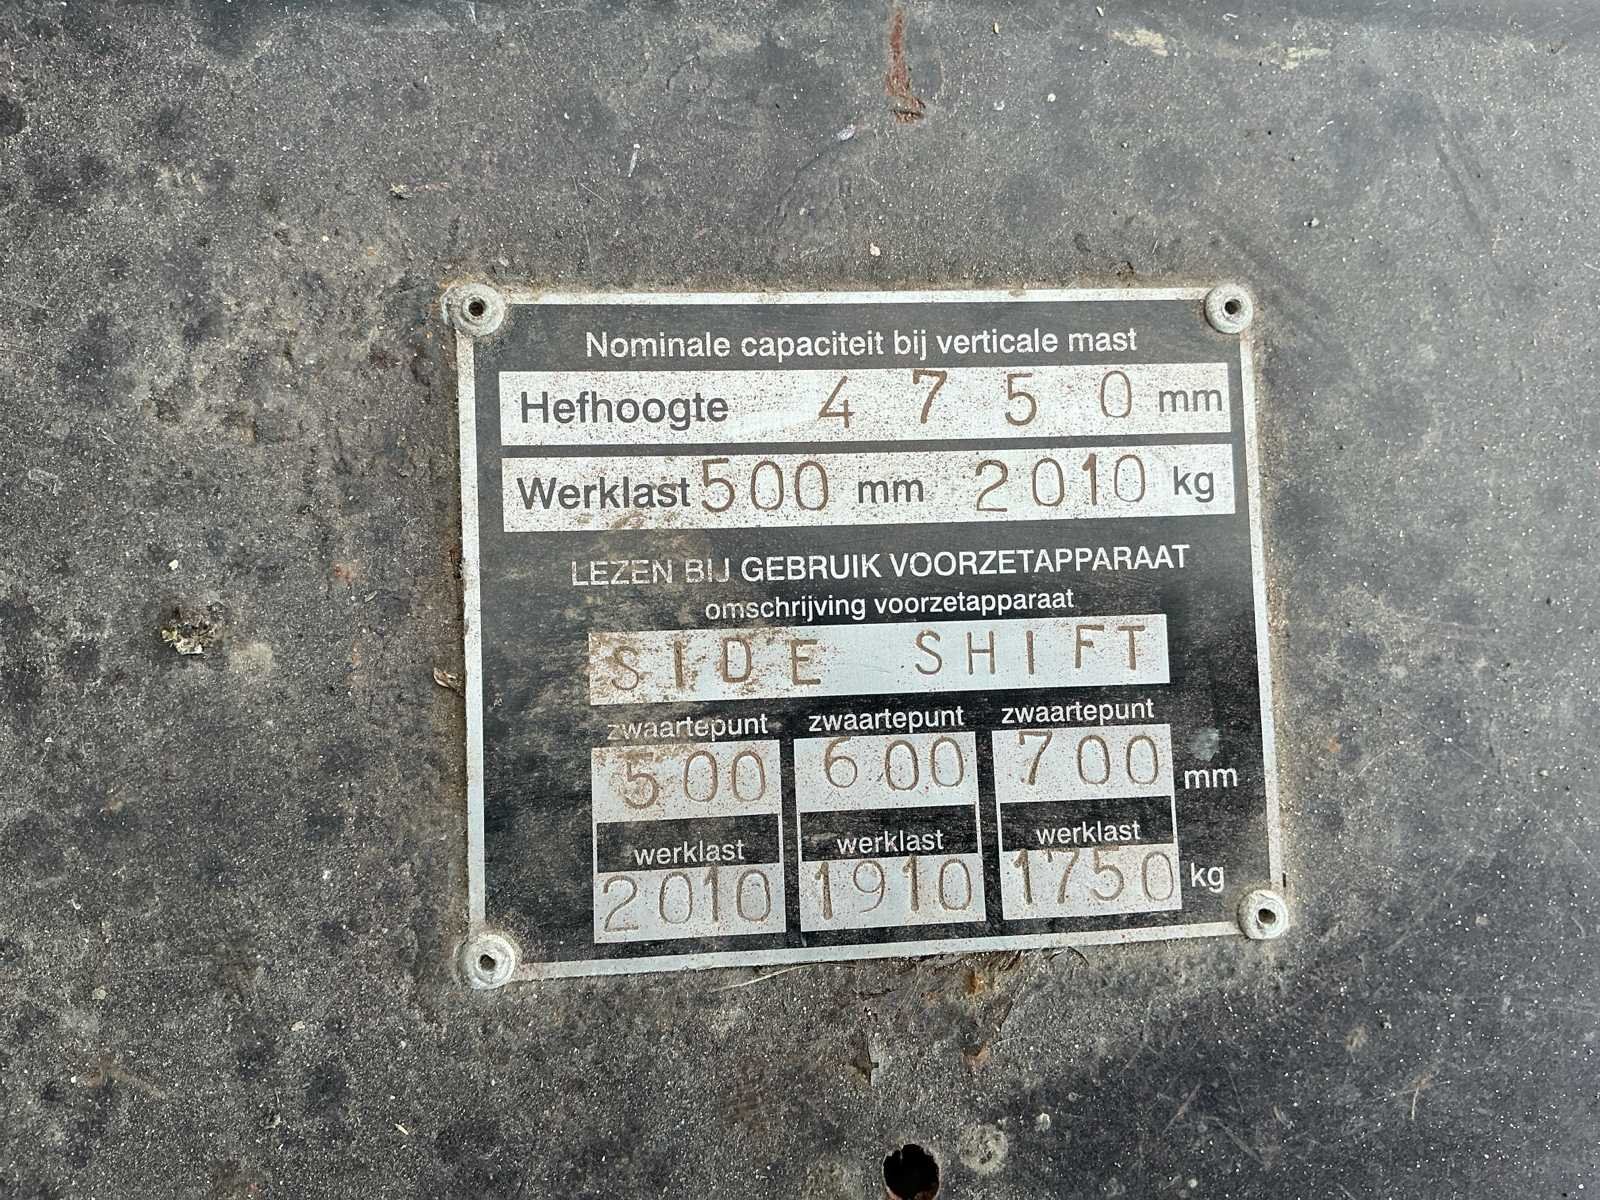 Nominale capaciteit bij verticale mast
Hefhoogte 4750 mm
Werklast 500 mm 2010 kg
LEZEN BIJ GEBRUIK VOORZETAPPARAAT
omschrijving voorzetapparaat
SIDE SHIFT
zwaartepunt zwaartepunt zwaartepunt
500 600 700 mm
werklast werklast werklast
2010 1910 1750 kg